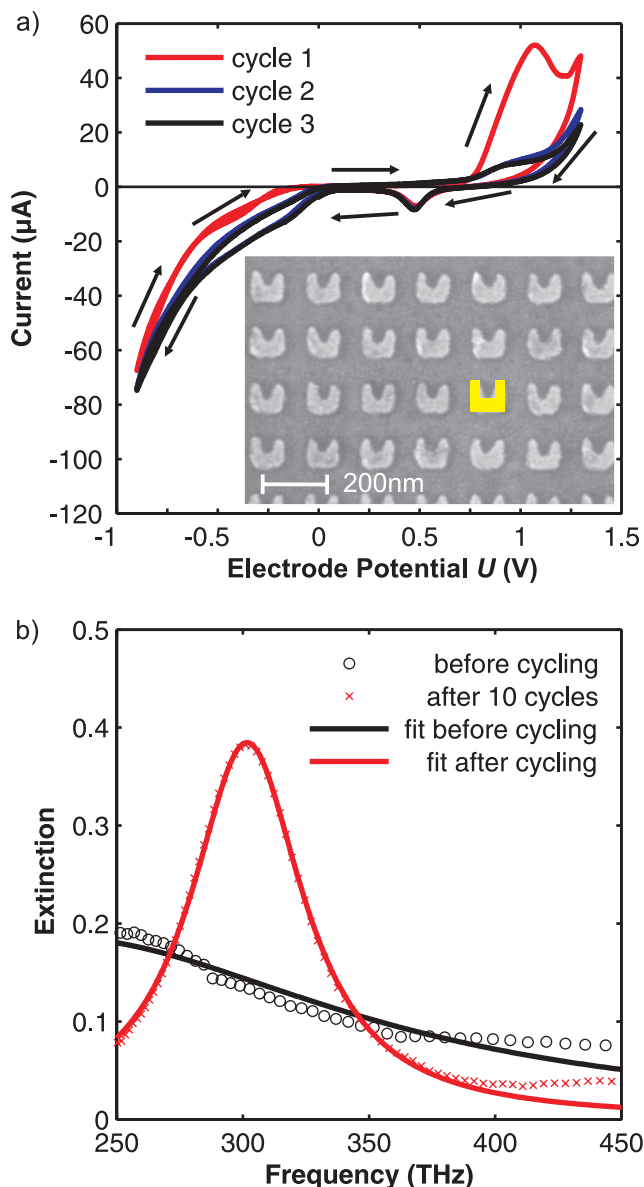 a)
60
40
20
0
-20
-40
-60
-80
-100
-120
Current (µA)
cycle 1
cycle 2
cycle 3
200nm
-1 -0.5 0 0.5 1 1.5
Electrode Potential U (V)
b)
0.5
0.4
0.3
0.2
0.1
0
Extinction
before cycling
after 10 cycles
fit before cycling
fit after cycling
250 300 350 400 450
Frequency (THz)